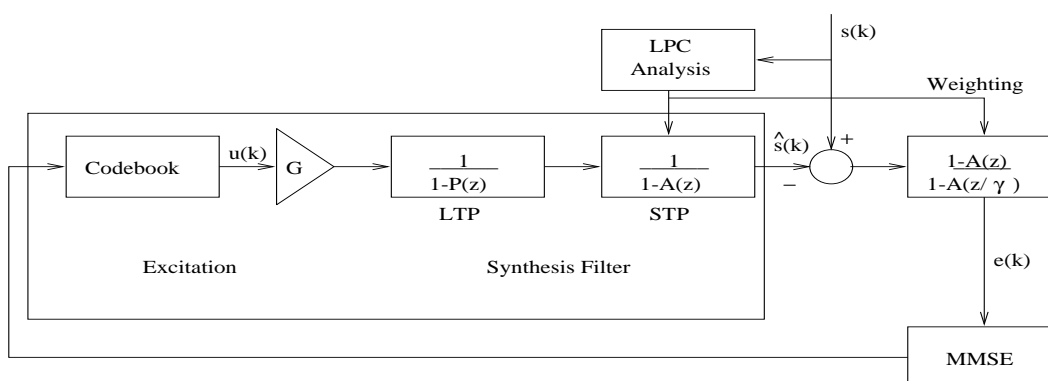 s(k)
LPC
Analysis
Weighting
Codebook
u(k)
G
1
1-P(z)
LTP
1
1-A(z)
STP
ŝ(k)
+
−
1-A(z)
1-A(z/ γ )
Excitation
Synthesis Filter
e(k)
MMSE